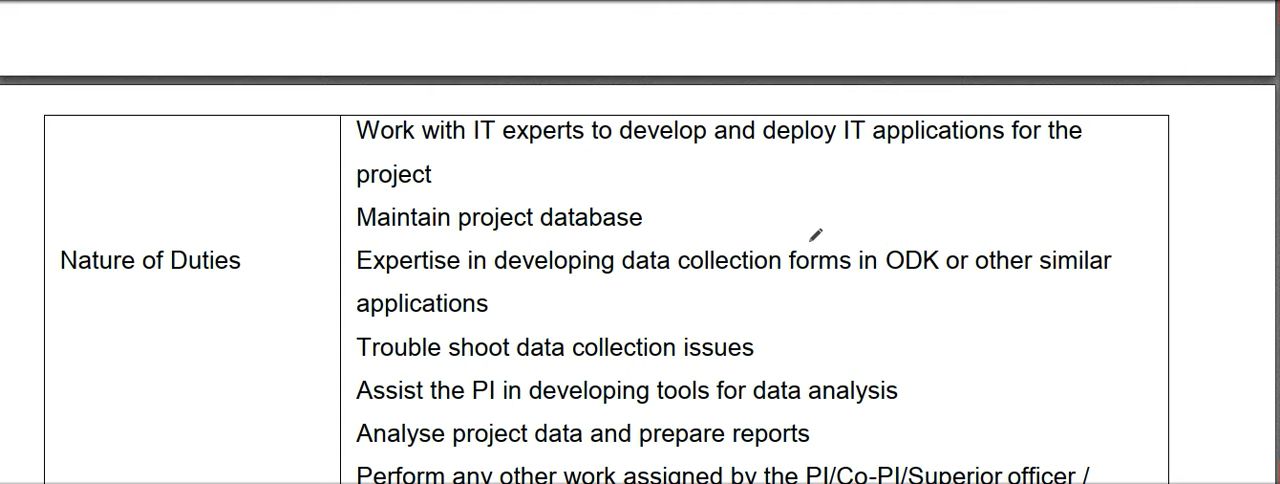 Work with IT experts to develop and deploy IT applications for the
project
Maintain project database
Nature of Duties
Expertise in developing data collection forms in ODK or other similar
applications
Trouble shoot data collection issues
Assist the PI in developing tools for data analysis
Analyse project data and prepare reports
Perform any other work assigned by the PI/Co-PI/Superior officer /